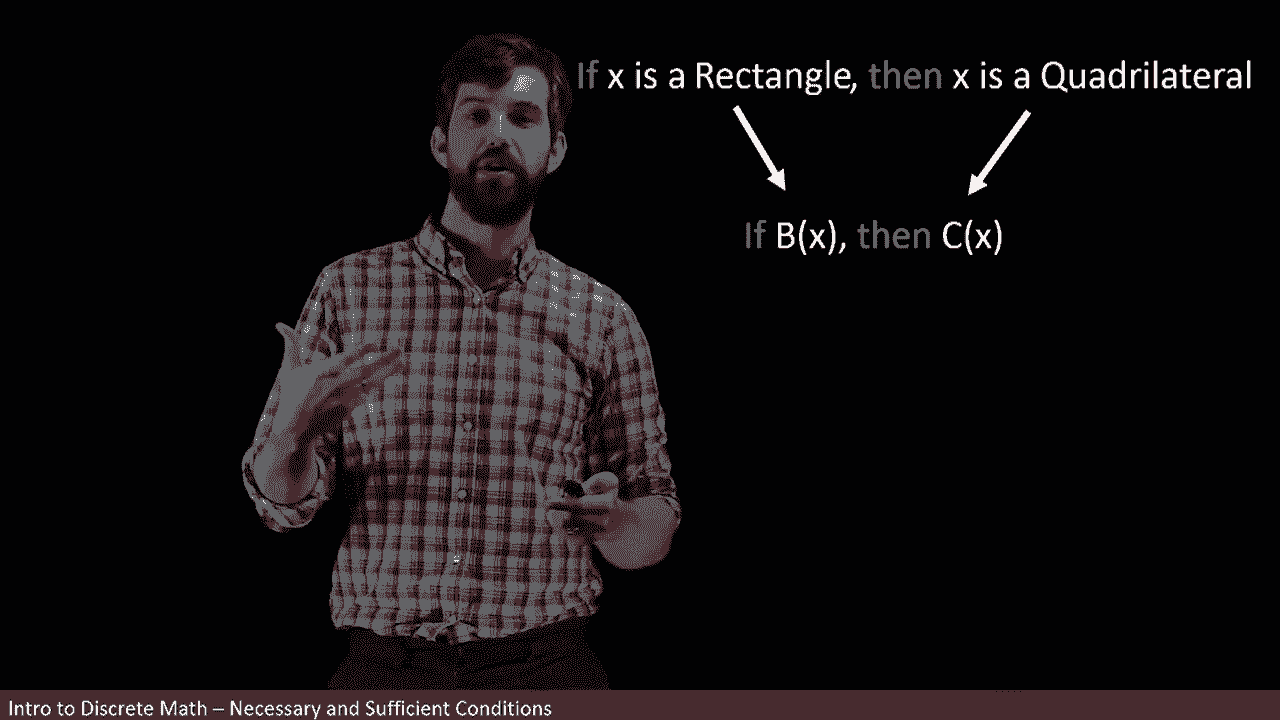 If x is a Rectangle, then x is a Quadrilateral
If B(x), then C(x)
Intro to Discrete Math – Necessary and Sufficient Conditions